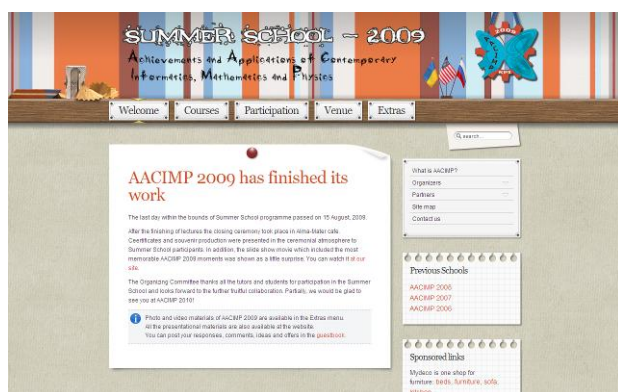 SUMMER SCHOOL ~ 2009
Achievements and Applications of Contemporary
Informatics, Mathematics and Physics
2009
AACIMP
Welcome
Courses
Participation
Venue
Extras
search...
AACIMP 2009 has finished its
work
The last day within the bounds of Summer School programme passed on 15 August, 2009.
After the finishing of lectures the closing ceremony took place in Alma-Mater cafe.
Ceertificates and souvenir production were presented in the ceremonial atmosphere to
Summer School participants. In addition, the slide show movie which included the most
memorable AACIMP 2009 moments was shown as a little surprise. You can watch it at our
site.
The Organizing Committee thanks all the tutors and students for participation in the Summer
School and looks forward to the further fruitful collaboration. Partially, we would be glad to
see you at AACIMP 2010!
Photo and video materials of AACIMP 2009 are available in the Extras menu.
All the presentational materials are also available at the website.
You can post your responses, comments, ideas and offers in the guestbook.
What is AACIMP?
Organizers
Partners
Site map
Contact us
Previous Schools
AACIMP 2006
AACIMP 2007
AACIMP 2008
Sponsored links
Mydeco is one shop for
furniture: beds, furniture, sofa,